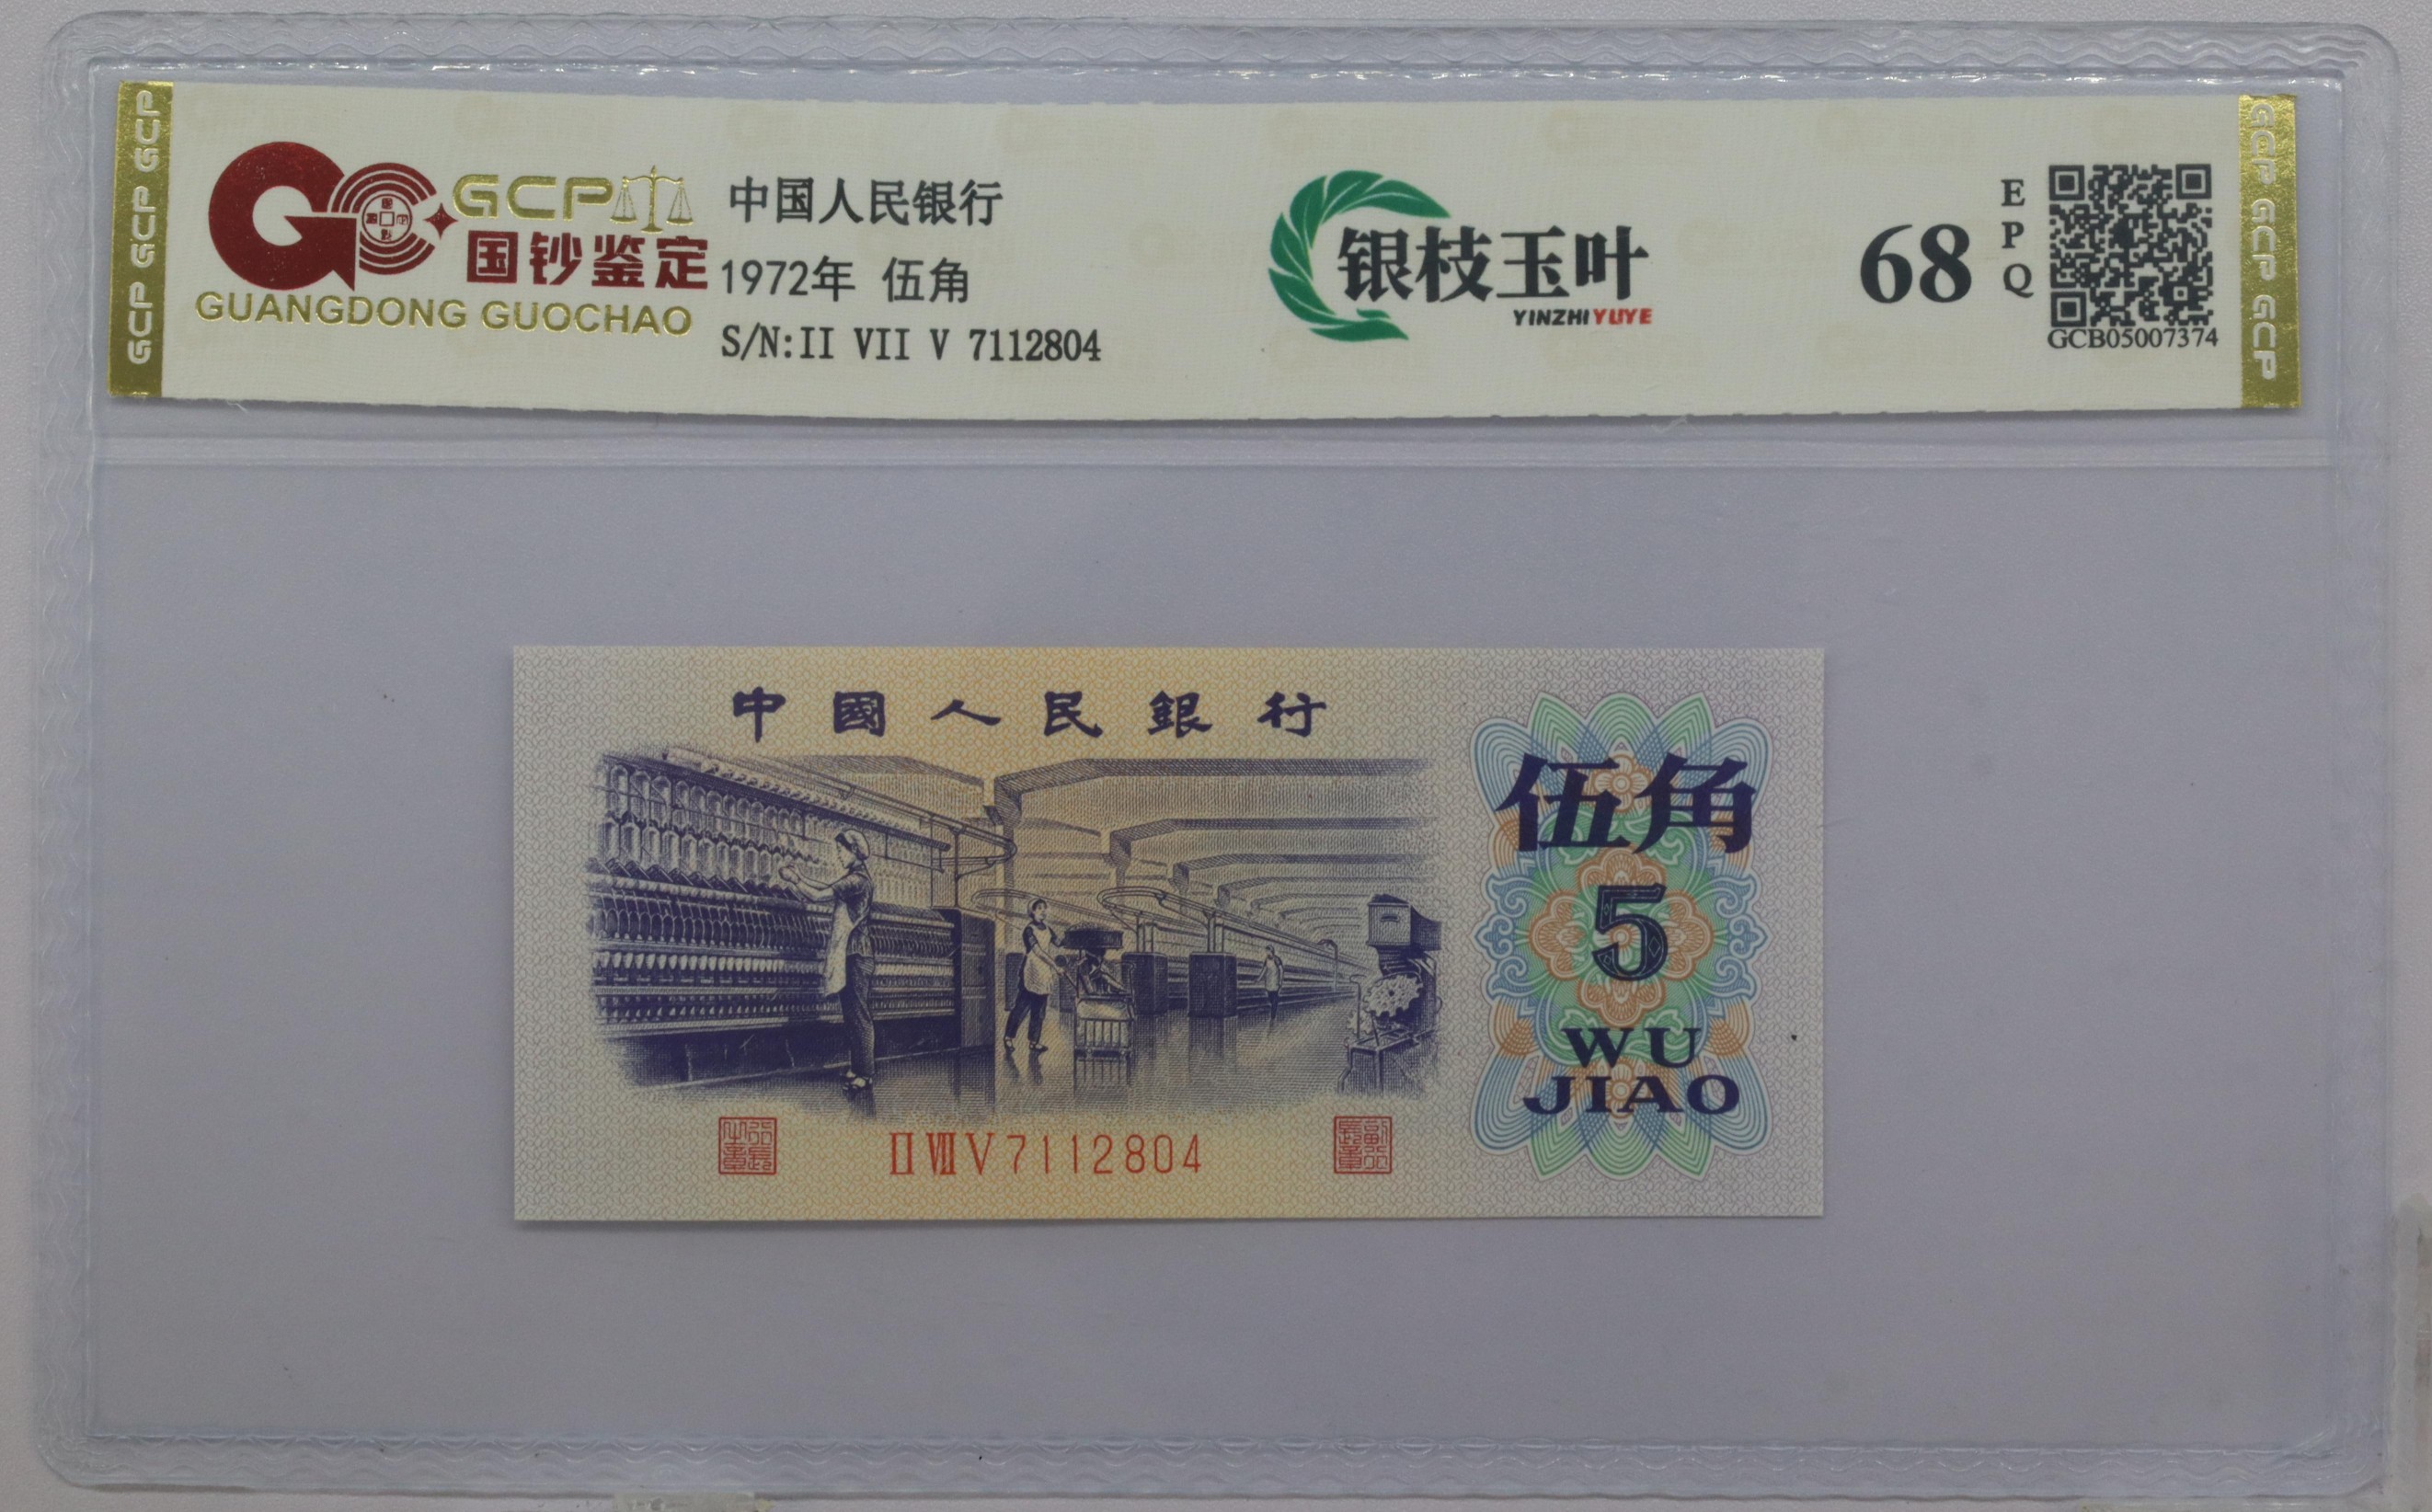 GCP GCP GCP
GCP
国钞鉴定
GUANGDONG GUOCHAO
中国人民银行
1972年 伍角
S/N:II VII V 7112804
银枝玉叶
YINZHI YUYE
68
E
P
Q
GCB05007374
GCP GCP GCP
中國人民銀行
伍角
5
WU
JIAO
ⅡⅦⅤ7112804